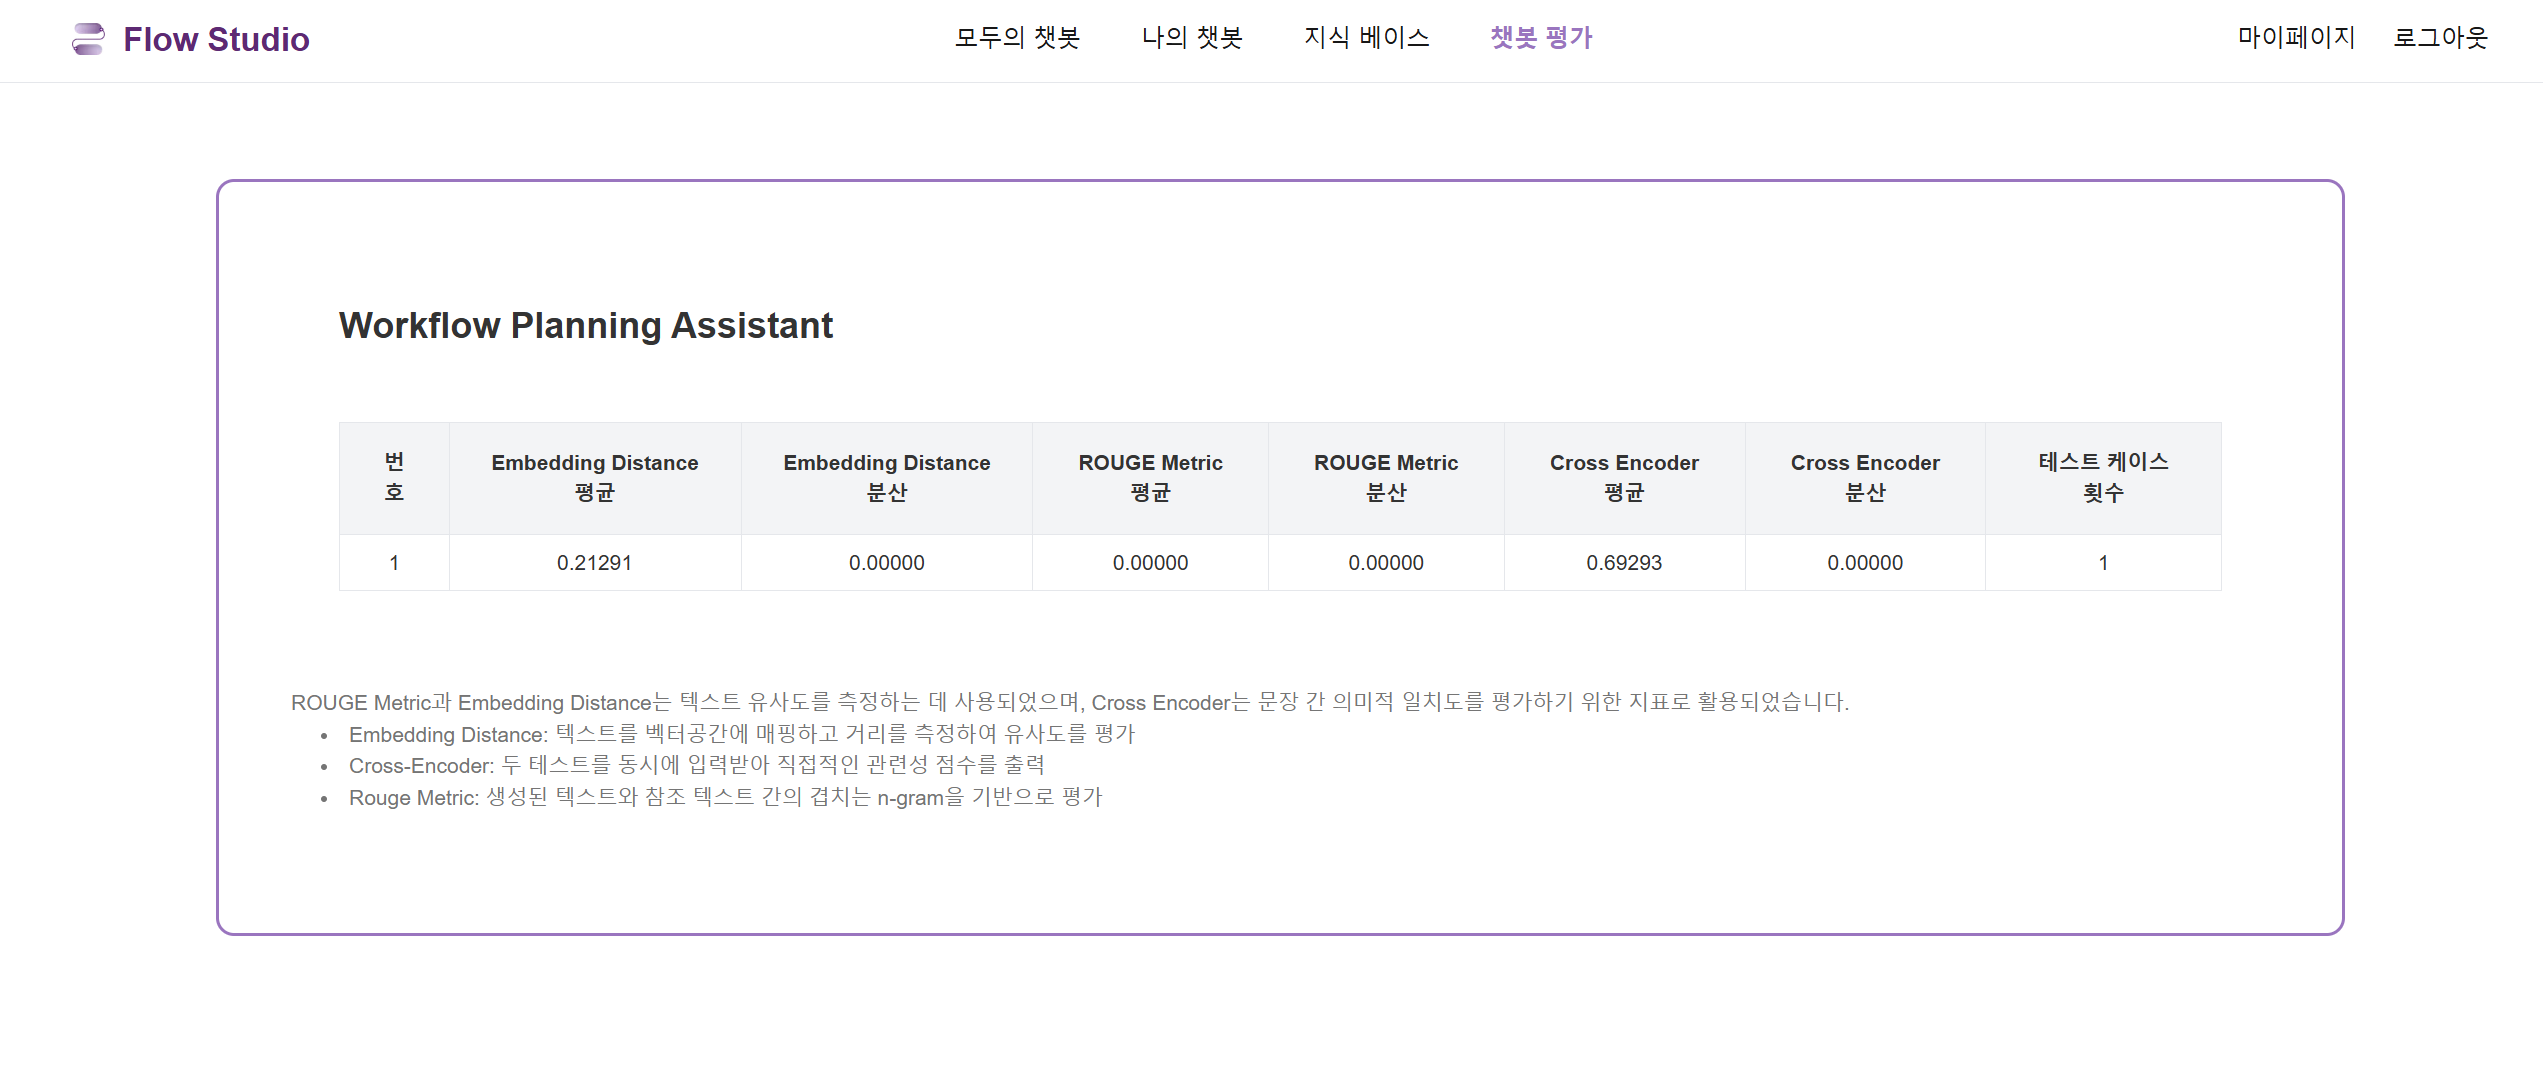 Flow Studio
모두의 챗봇
나의 챗봇
지식 베이스
챗봇 평가
마이페이지
로그아웃
Workflow Planning Assistant
번
호
Embedding Distance
평균
Embedding Distance
분산
ROUGE Metric
평균
ROUGE Metric
분산
Cross Encoder
평균
Cross Encoder
분산
테스트 케이스
횟수
1
0.21291
0.00000
0.00000
0.00000
0.69293
0.00000
1
ROUGE Metric과 Embedding Distance는 텍스트 유사도를 측정하는 데 사용되었으며, Cross Encoder는 문장 간 의미적 일치도를 평가하기 위한 지표로 활용되었습니다.
• Embedding Distance: 텍스트를 벡터공간에 매핑하고 거리를 측정하여 유사도를 평가
• Cross-Encoder: 두 테스트를 동시에 입력받아 직접적인 관련성 점수를 출력
• Rouge Metric: 생성된 텍스트와 참조 텍스트 간의 겹치는 n-gram을 기반으로 평가